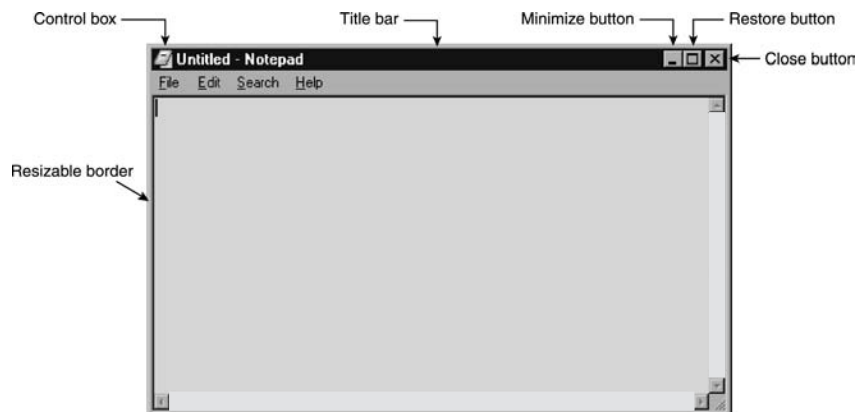 Control box
Title bar
Minimize button
Restore button
Untitled - Notepad
Close button
File Edit Search Help
Resizable border